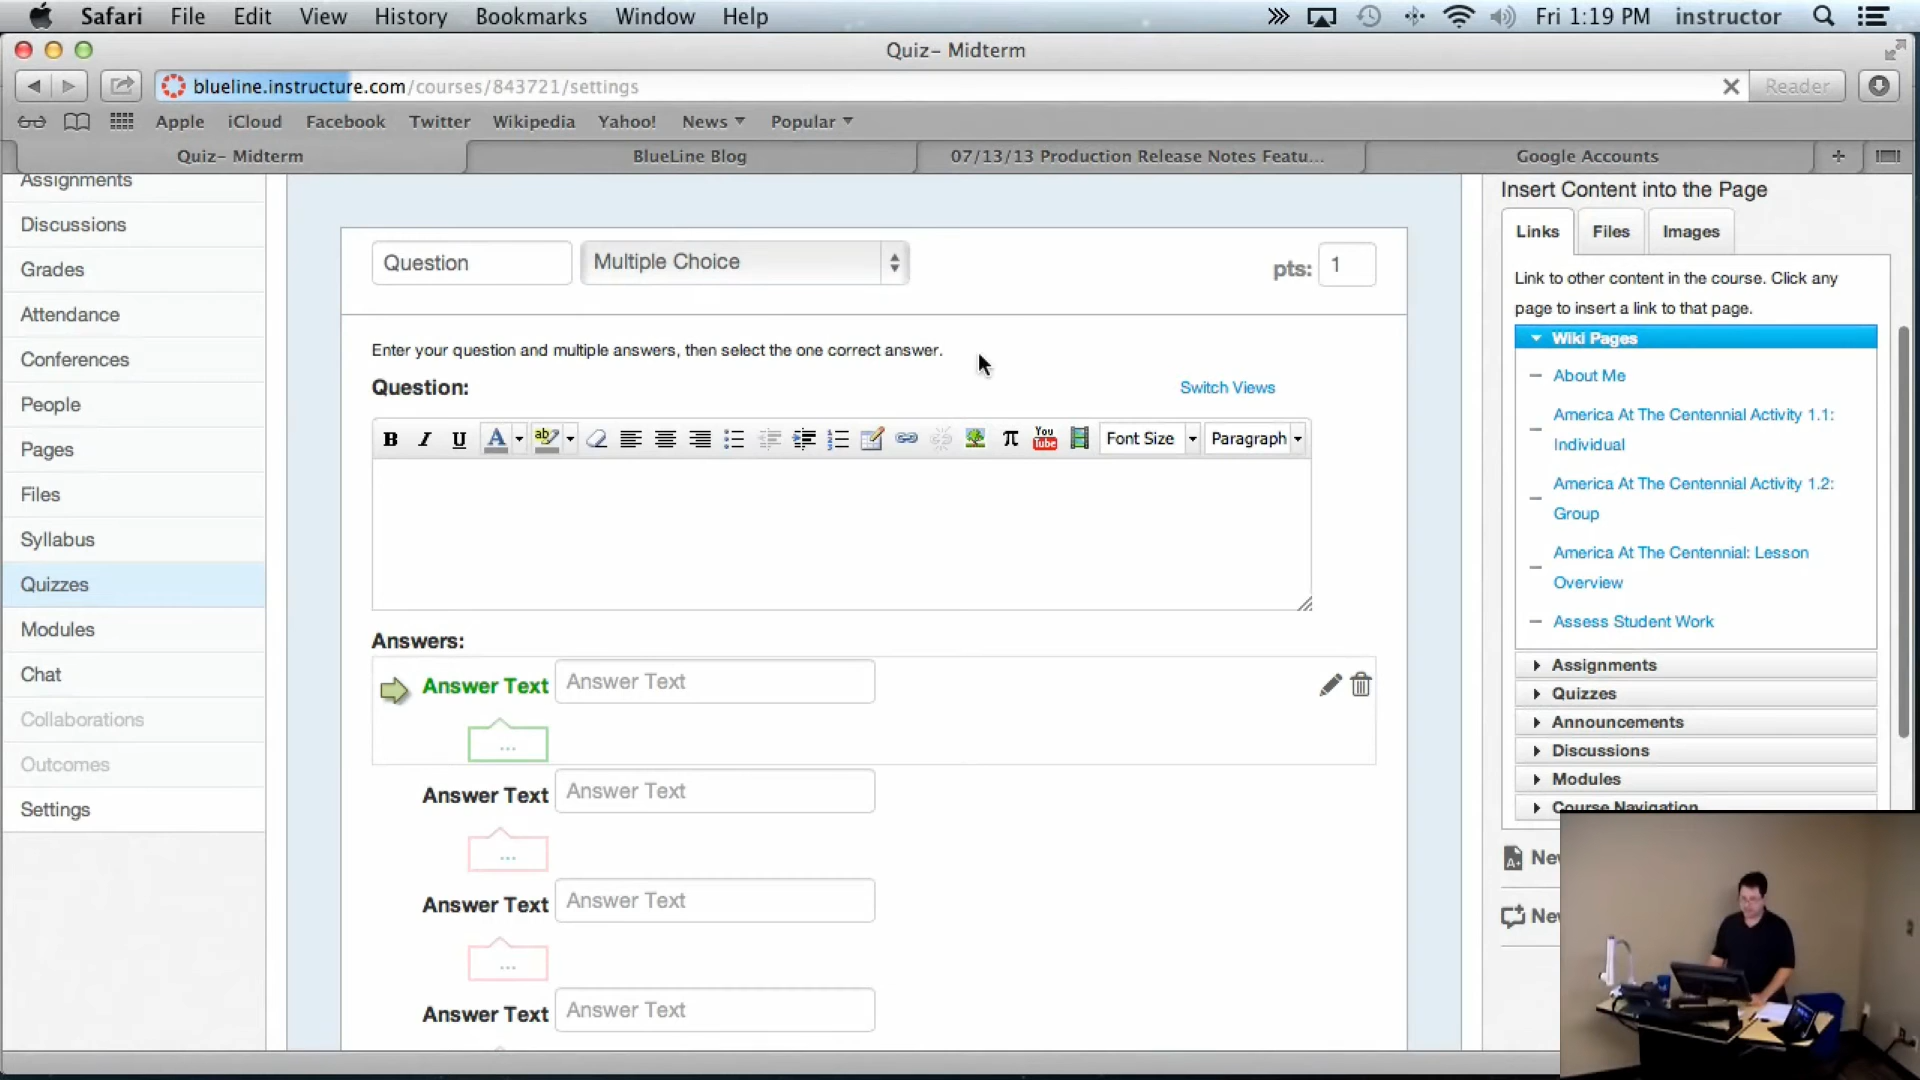 Safari File Edit View History Bookmarks Window Help Fri 1:19 PM instructor
Quiz- Midterm
blueline.instructure.com/courses/843721/settings Reader
Apple iCloud Facebook Twitter Wikipedia Yahoo! News Popular
Quiz- Midterm BlueLine Blog 07/13/13 Production Release Notes Featu... Google Accounts +
Assignments
Discussions
Grades
Attendance
Conferences
People
Pages
Files
Syllabus
Quizzes
Modules
Chat
Collaborations
Outcomes
Settings
Question Multiple Choice pts: 1
Enter your question and multiple answers, then select the one correct answer.
Question: Switch Views
B I U A ab π You Tube Font Size Paragraph
Answers:
Answer Text Answer Text
...
Answer Text Answer Text
...
Answer Text Answer Text
...
Answer Text Answer Text
Insert Content into the Page
Links Files Images
Link to other content in the course. Click any
page to insert a link to that page.
Wiki Pages
About Me
America At The Centennial Activity 1.1:
Individual
America At The Centennial Activity 1.2:
Group
America At The Centennial: Lesson
Overview
Assess Student Work
Assignments
Quizzes
Announcements
Discussions
Modules
Course Navigation